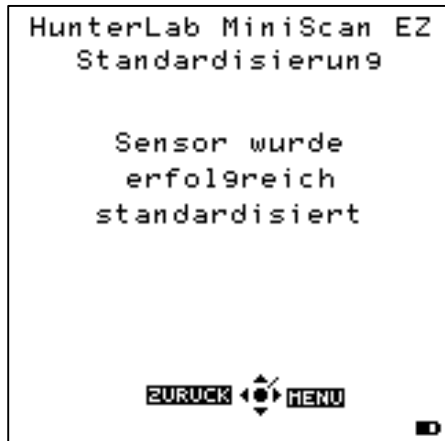 HunterLab MiniScan EZ
Standardisierung
Sensor wurde
erfolgreich
standardisiert
ZURUCK MENU